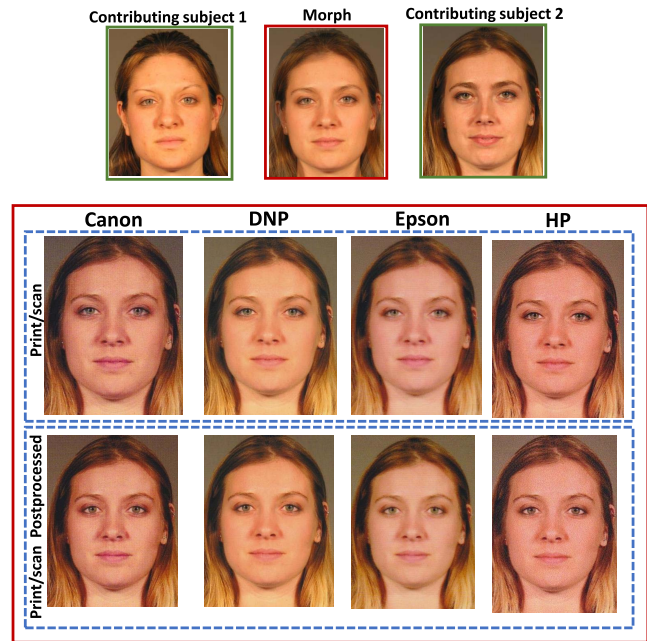 Contributing subject 1
Morph
Contributing subject 2
Canon
DNP
Epson
HP
Print/scan
Print/scan Postprocessed